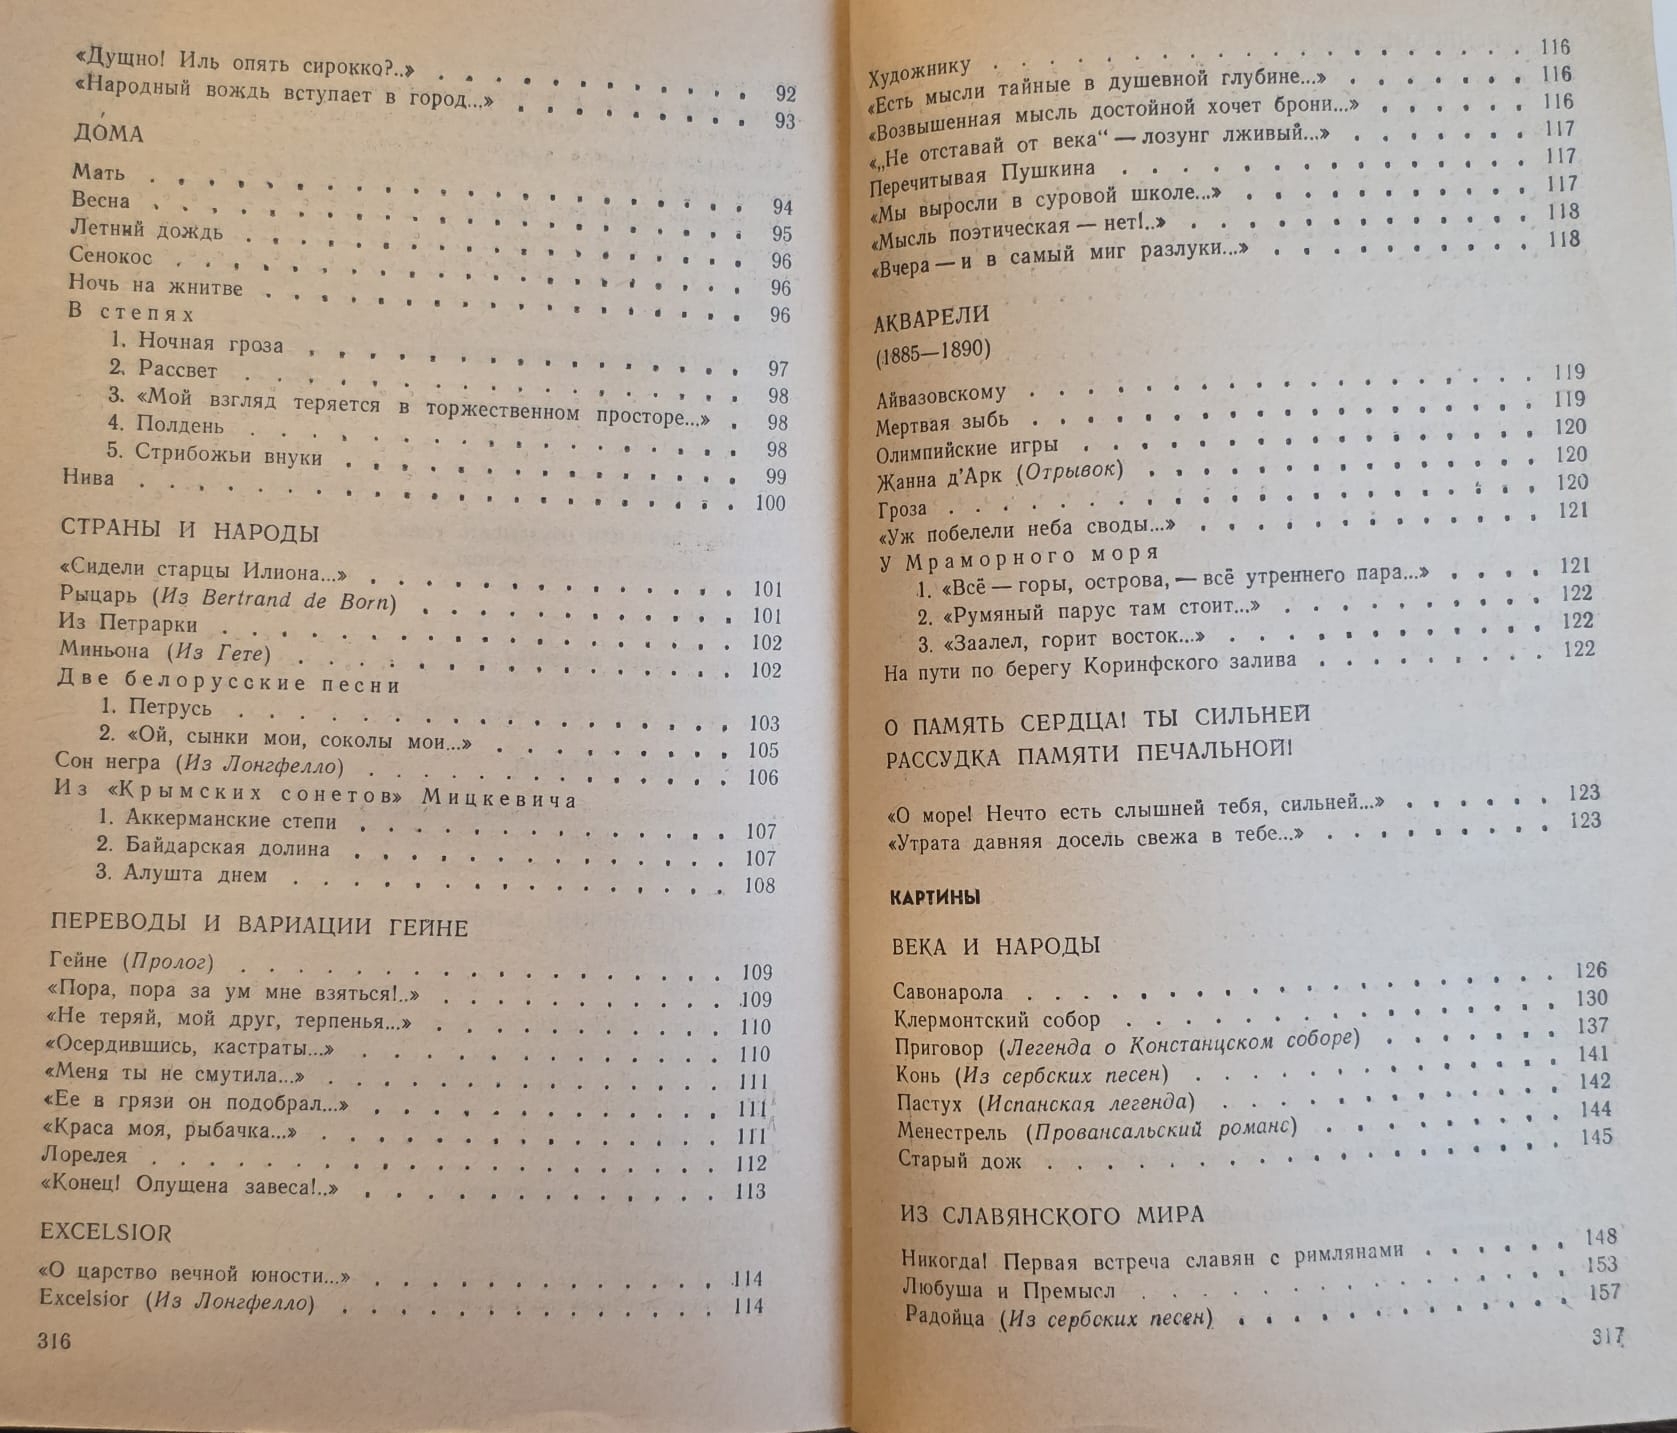 «Душно! Иль опять сирокко?..» . . . . . . . . . . . 92
«Народный вождь вступает в город...» . . . . . . . . 93
ДО́МА
Мать . . . . . . . . . . . . . . . . . . . . 94
Весна . . . . . . . . . . . . . . . . . . . . 95
Летний дождь . . . . . . . . . . . . . . . . . 96
Сенокос . . . . . . . . . . . . . . . . . . . 96
Ночь на жнитве . . . . . . . . . . . . . . . . 96
В степях
1. Ночная гроза . . . . . . . . . . . . . . . 97
2. Рассвет . . . . . . . . . . . . . . . . . 98
3. «Мой взгляд теряется в торжественном просторе...» . 98
4. Полдень . . . . . . . . . . . . . . . . . 98
5. Стрибожьи внуки . . . . . . . . . . . . . . 99
Нива . . . . . . . . . . . . . . . . . . . . 100
СТРАНЫ И НАРОДЫ
«Сидели старцы Илиона...» . . . . . . . . . . . . 101
Рыцарь (Из Bertrand de Born) . . . . . . . . . . . 101
Из Петрарки . . . . . . . . . . . . . . . . . 102
Миньона (Из Гете) . . . . . . . . . . . . . . . 102
Две белорусские песни
1. Петрусь . . . . . . . . . . . . . . . . . 103
2. «Ой, сынки мои, соколы мои...» . . . . . . . . 105
Сон негра (Из Лонгфелло) . . . . . . . . . . . . 106
Из «Крымских сонетов» Мицкевича
1. Аккерманские степи . . . . . . . . . . . . . 107
2. Байдарская долина . . . . . . . . . . . . . 107
3. Алушта днем . . . . . . . . . . . . . . . 108
ПЕРЕВОДЫ И ВАРИАЦИИ ГЕЙНЕ
Гейне (Пролог) . . . . . . . . . . . . . . . . 109
«Пора, пора за ум мне взяться!..» . . . . . . . . . 109
«Не теряй, мой друг, терпенья...» . . . . . . . . . 110
«Осердившись, кастраты...» . . . . . . . . . . . . 110
«Меня ты не смутила...» . . . . . . . . . . . . . 111
«Ее в грязи он подобрал...» . . . . . . . . . . . . 111
«Краса моя, рыбачка...» . . . . . . . . . . . . . 111
Лорелея . . . . . . . . . . . . . . . . . . . 112
«Конец! Опущена завеса!..» . . . . . . . . . . . . 113
EXCELSIOR
«О царство вечной юности...» . . . . . . . . . . . 114
Excelsior (Из Лонгфелло) . . . . . . . . . . . . . 114
316
Художнику . . . . . . . . . . . . . . . . . . 116
«Есть мысли тайные в душевной глубине...» . . . . . . 116
«Возвышенная мысль достойной хочет брони...» . . . . . 116
«„Не отставай от века“ — лозунг лживый...» . . . . . . 117
Перечитывая Пушкина . . . . . . . . . . . . . . 117
«Мы выросли в суровой школе...» . . . . . . . . . . 117
«Мысль поэтическая — нет!..» . . . . . . . . . . . 118
«Вчера — и в самый миг разлуки...» . . . . . . . . . 118
АКВАРЕЛИ
(1885—1890)
Айвазовскому . . . . . . . . . . . . . . . . . 119
Мертвая зыбь . . . . . . . . . . . . . . . . . 119
Олимпийские игры . . . . . . . . . . . . . . . 120
Жанна д’Арк (Отрывок) . . . . . . . . . . . . . 120
Гроза . . . . . . . . . . . . . . . . . . . . 120
«Уж побелели неба своды...» . . . . . . . . . . . . 121
У Мраморного моря
1. «Всё — горы, острова, — всё утреннего пара...» . . . . 121
2. «Румяный парус там стоит...» . . . . . . . . . 122
3. «Заалел, горит восток...» . . . . . . . . . . . 122
На пути по берегу Коринфского залива . . . . . . . . 122
О ПАМЯТЬ СЕРДЦА! ТЫ СИЛЬНЕЙ
РАССУДКА ПАМЯТИ ПЕЧАЛЬНОЙ!
«О море! Нечто есть слышней тебя, сильней...» . . . . . 123
«Утрата давняя досель свежа в тебе...» . . . . . . . . 123
КАРТИНЫ
ВЕКА И НАРОДЫ
Савонарола . . . . . . . . . . . . . . . . . . 126
Клермонтский собор . . . . . . . . . . . . . . . 130
Приговор (Легенда о Констанцском соборе) . . . . . . 137
Конь (Из сербских песен) . . . . . . . . . . . . . 141
Пастух (Испанская легенда) . . . . . . . . . . . . 142
Менестрель (Провансальский романс) . . . . . . . . 144
Старый дож . . . . . . . . . . . . . . . . . . 145
ИЗ СЛАВЯНСКОГО МИРА
Никогда! Первая встреча славян с римлянами . . . . . . 148
Любуша и Премысл . . . . . . . . . . . . . . . 153
Радойца (Из сербских песен) . . . . . . . . . . . . 157
317